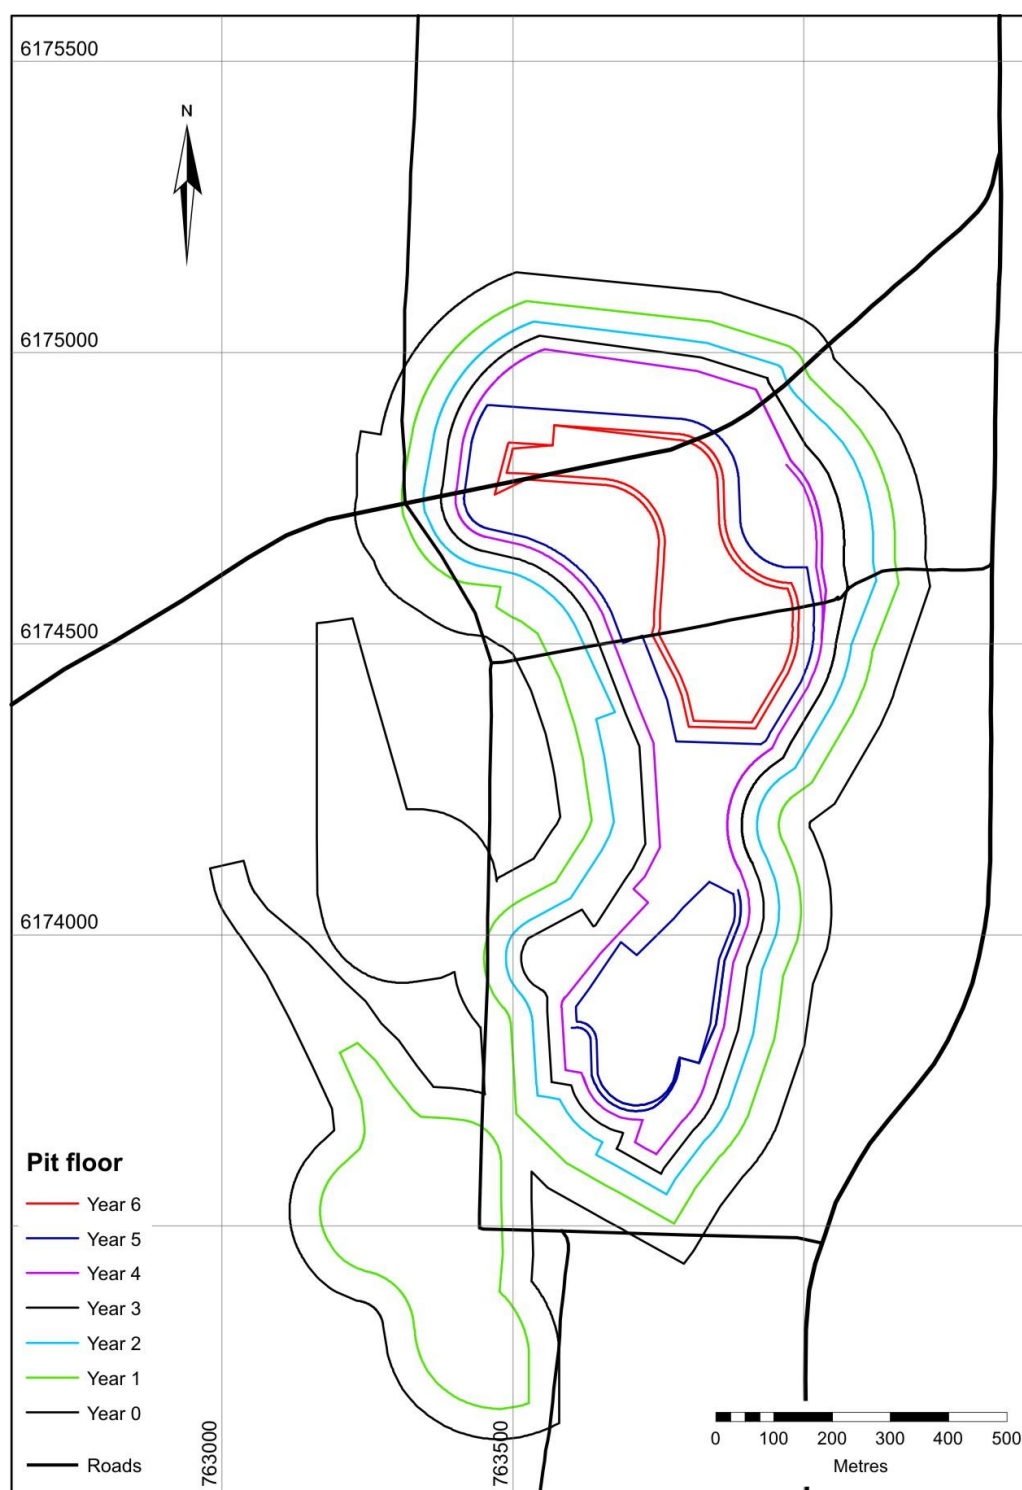 6175500
N
6175000
6174500
6174000
Pit floor
Year 6
Year 5
Year 4
Year 3
Year 2
Year 1
Year 0
Roads
763000
763500
0 100 200 300 400 500
Metres